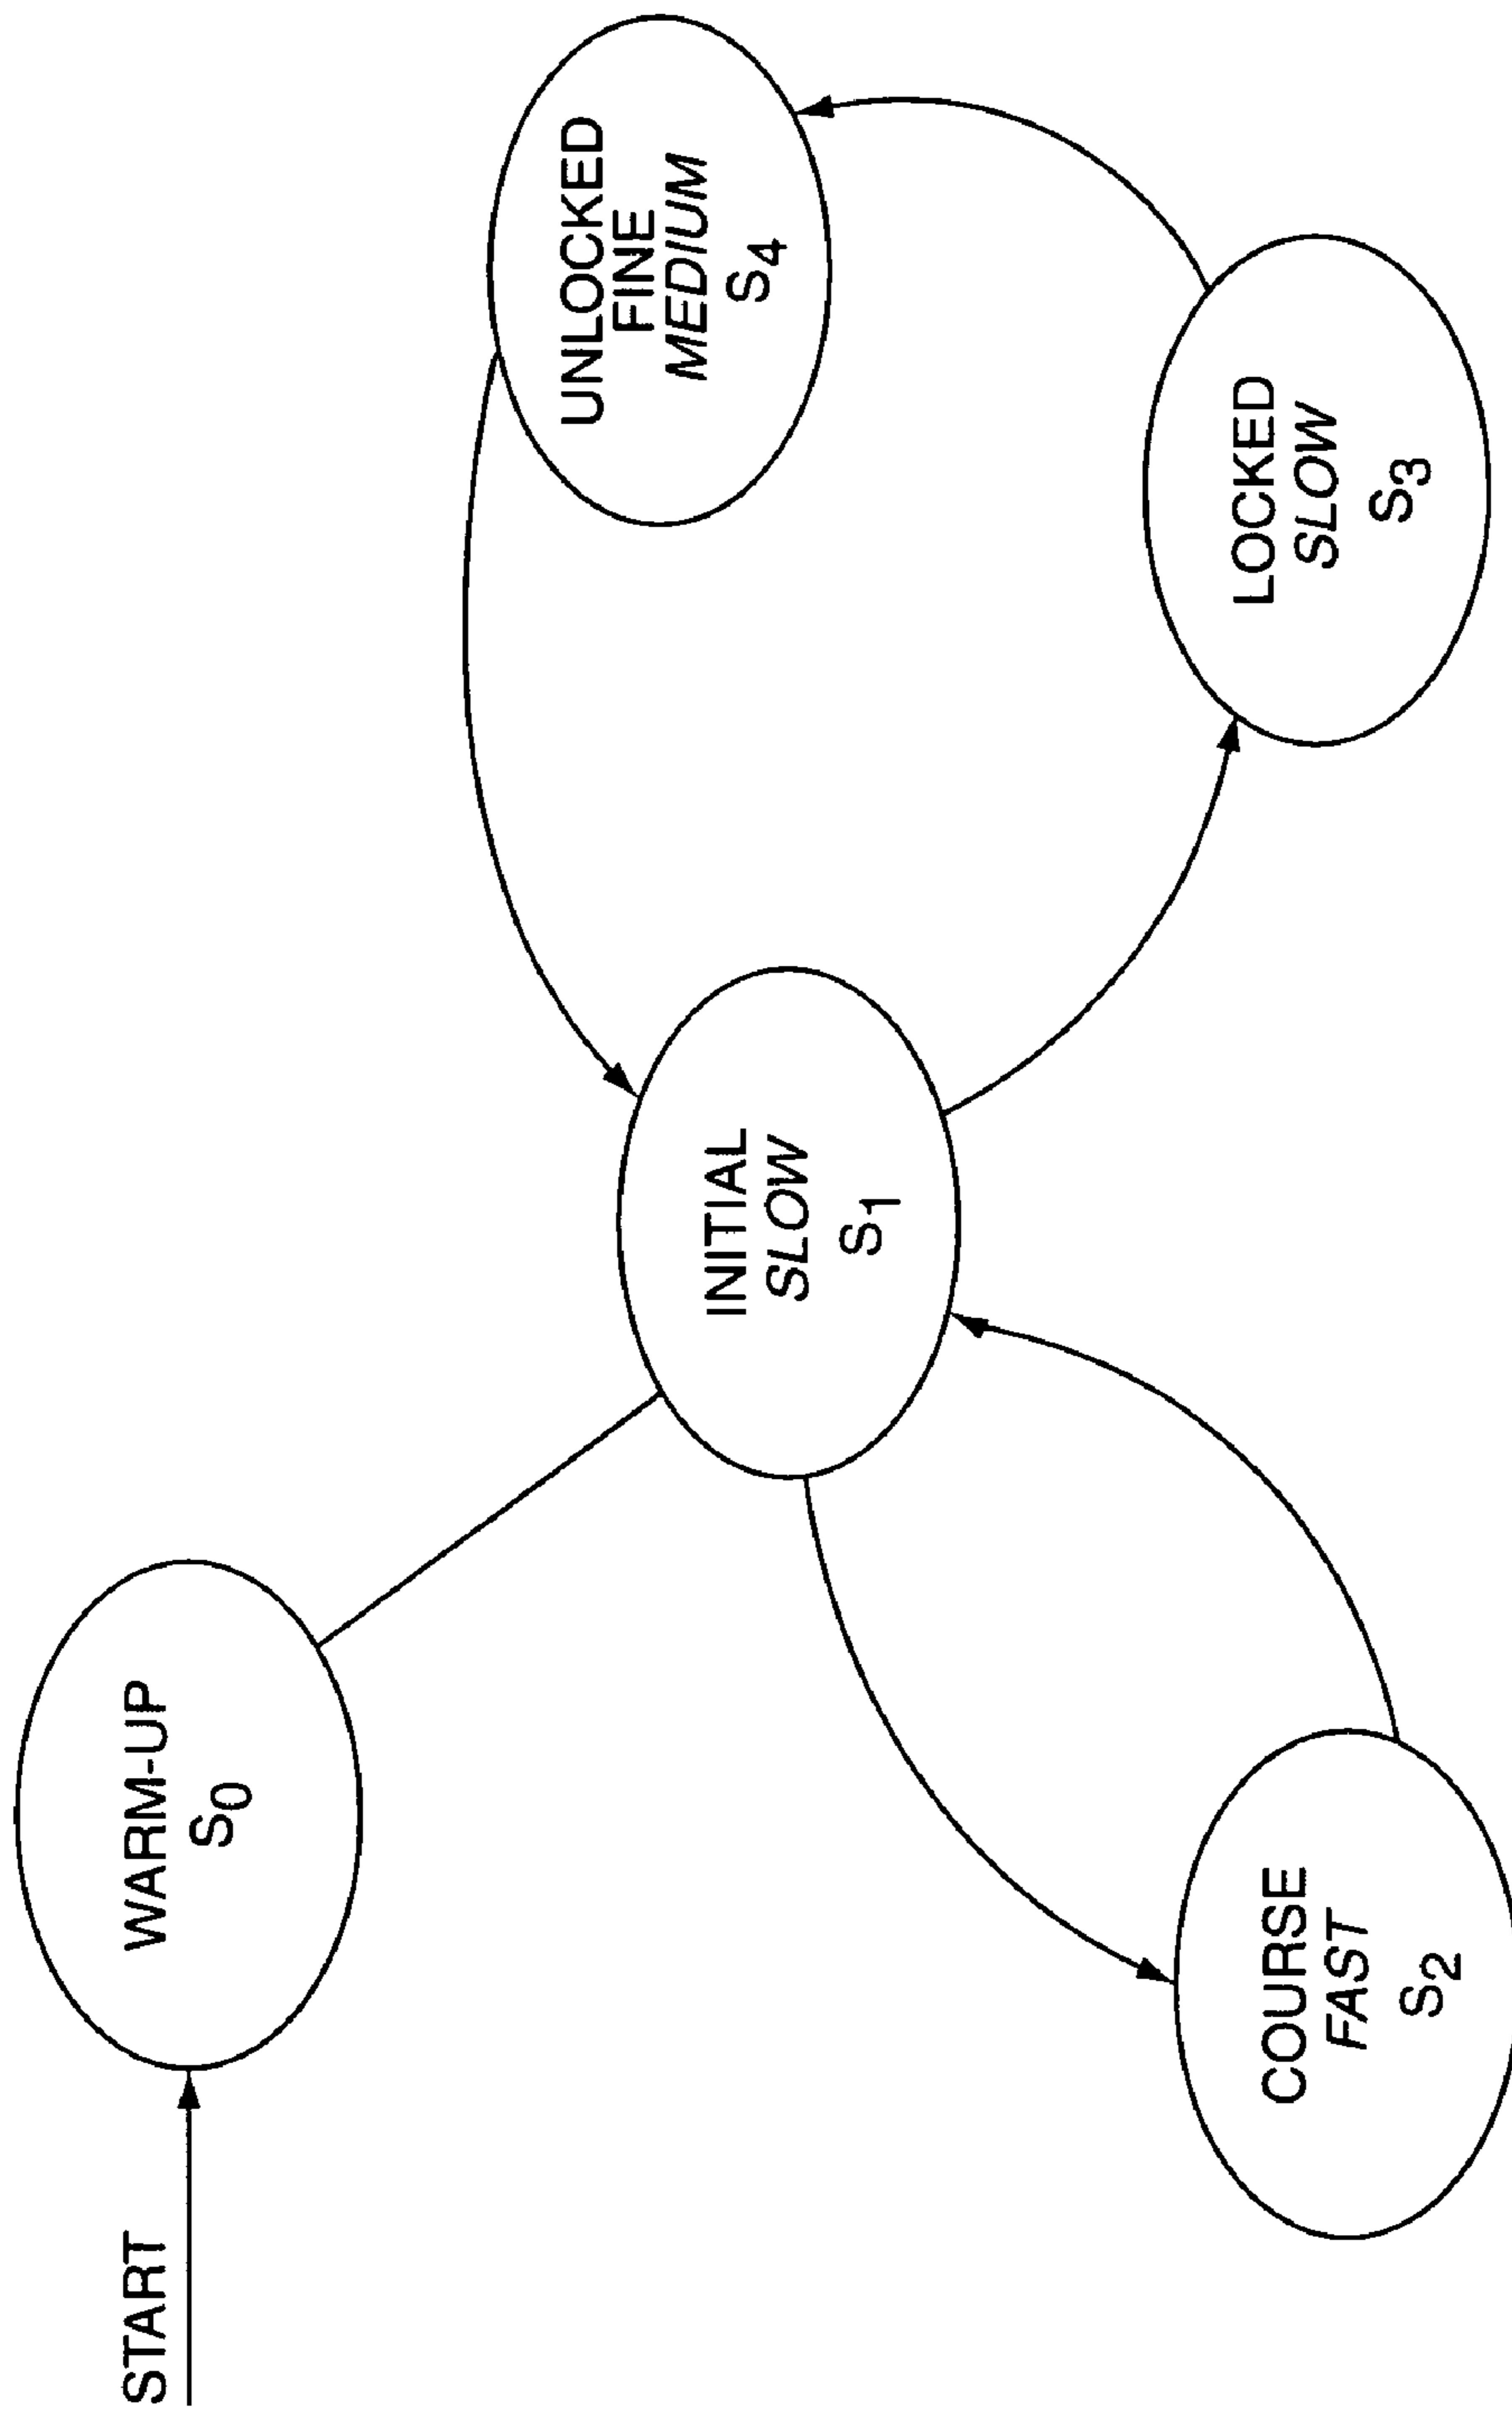 START
WARM-UP
S0
INITIAL
SLOW
S1
COURSE
FAST
S2
UNLOCKED
FINE
MEDIUM
S4
LOCKED
SLOW
S3